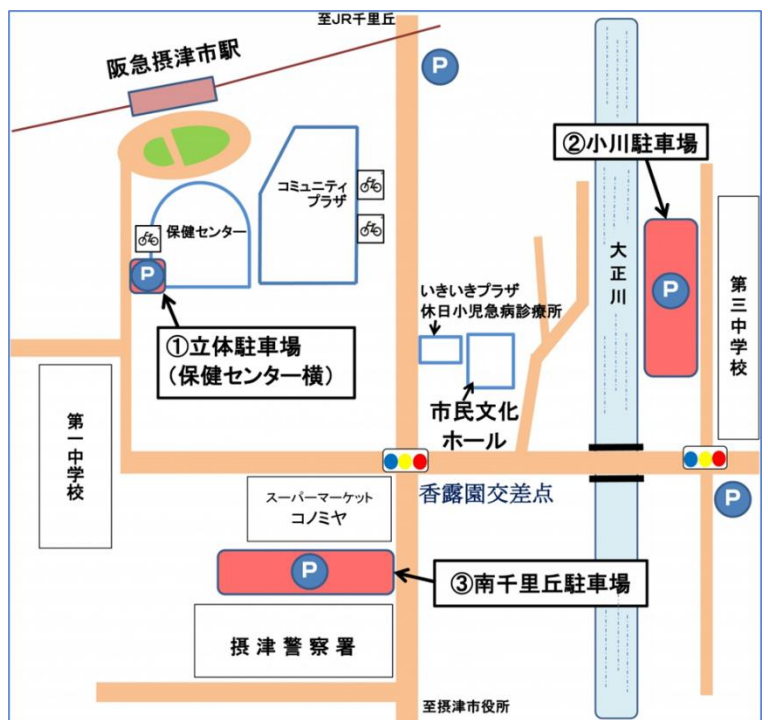 至JR千里丘
阪急摂津市駅
P
②小川駐車場
コミュニティ
プラザ
保健センター
P
大正川
P
第三中学校
いきいきプラザ
休日小児急病診療所
①立体駐車場
(保健センター横)
市民文化
ホール
第一中学校
香露園交差点
スーパーマーケット
コノミヤ
P
P
③南千里丘駐車場
摂津警察署
至摂津市役所